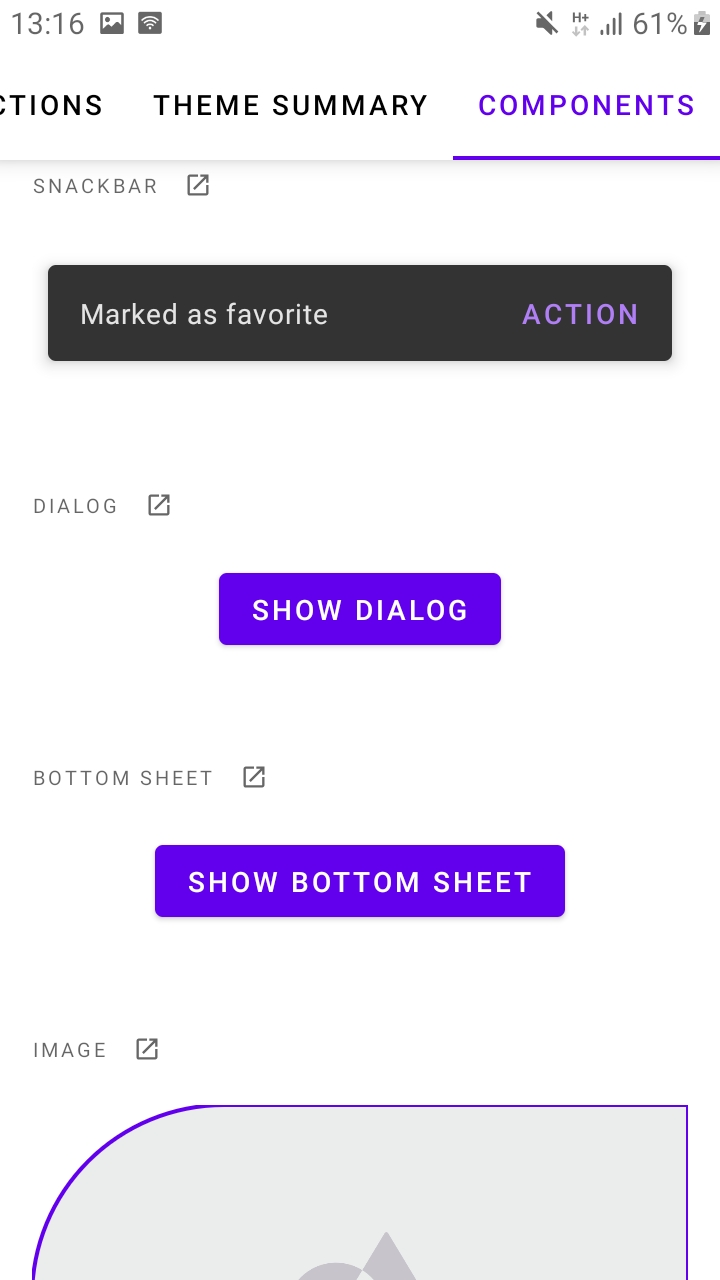 13:16
H+
61%
CTIONS
THEME SUMMARY
COMPONENTS
SNACKBAR
Marked as favorite
ACTION
DIALOG
SHOW DIALOG
BOTTOM SHEET
SHOW BOTTOM SHEET
IMAGE